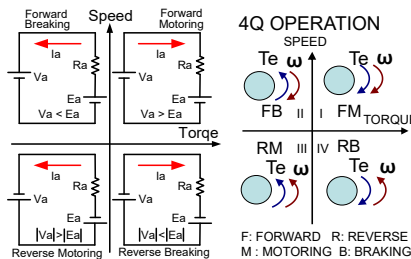 Forward
Breaking
Speed
Forward
Motoring
Ia
Ra
Va
Ea
Va < Ea
Ia
Ra
Va
Ea
Va > Ea
Torqe
Ia
Va
Ra
Ea
|Va|>|Ea|
Reverse Motoring
Ia
Va
Ra
Ea
|Va|<|Ea|
Reverse Breaking
4Q OPERATION
SPEED
Te ω
FB
II
I
Te ω
FM
TORQUE
RM
III
IV
RB
Te ω
Te ω
F: FORWARD R: REVERSE
M : MOTORING B: BRAKING